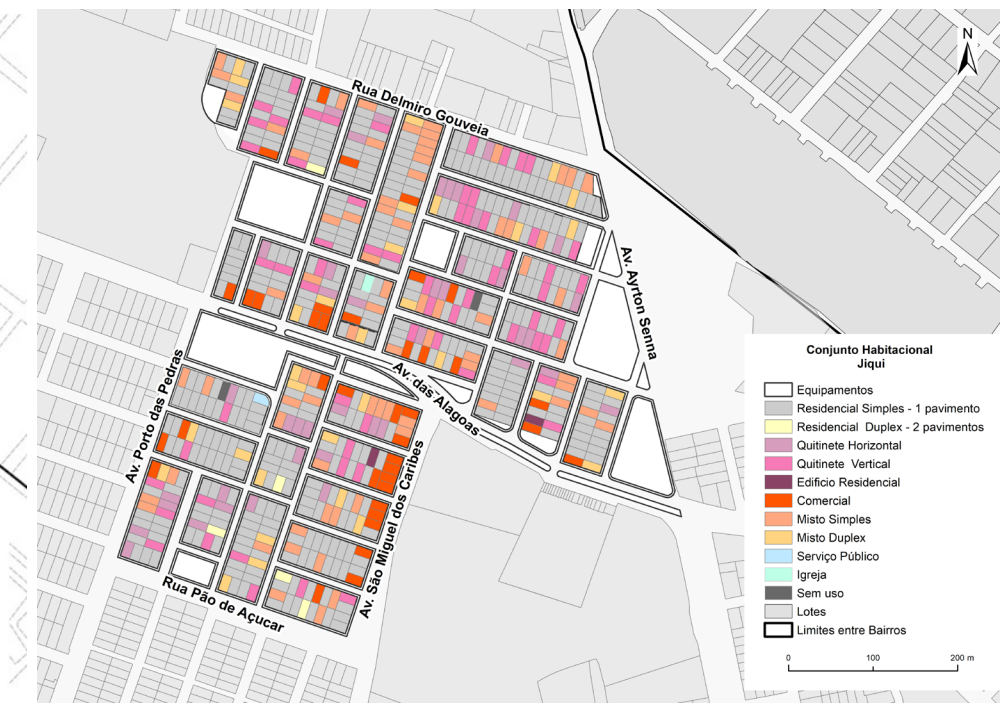 N
Rua Delmiro Gouveia
Av. Ayrton Senna
Av. das Alagoas
Av. Porto das Pedras
Av. São Miguel dos Caribes
Rua Pão de Açucar
Conjunto Habitacional
Jiqui
Equipamentos
Residencial Simples - 1 pavimento
Residencial Duplex - 2 pavimentos
Quitinete Horizontal
Quitinete Vertical
Edificio Residencial
Comercial
Misto Simples
Misto Duplex
Serviço Público
Igreja
Sem uso
Lotes
Limites entre Bairros
0 100 200 m